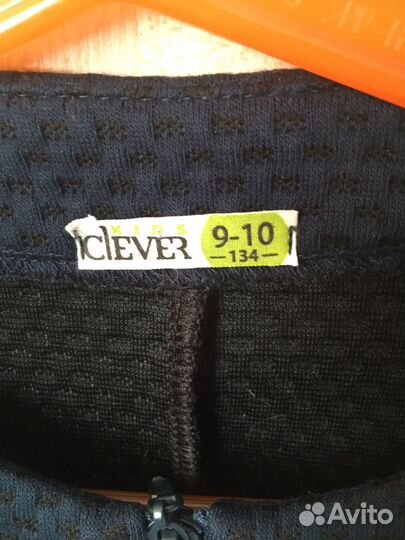 KIDS
CLEVER
9-10
—134—
Avito